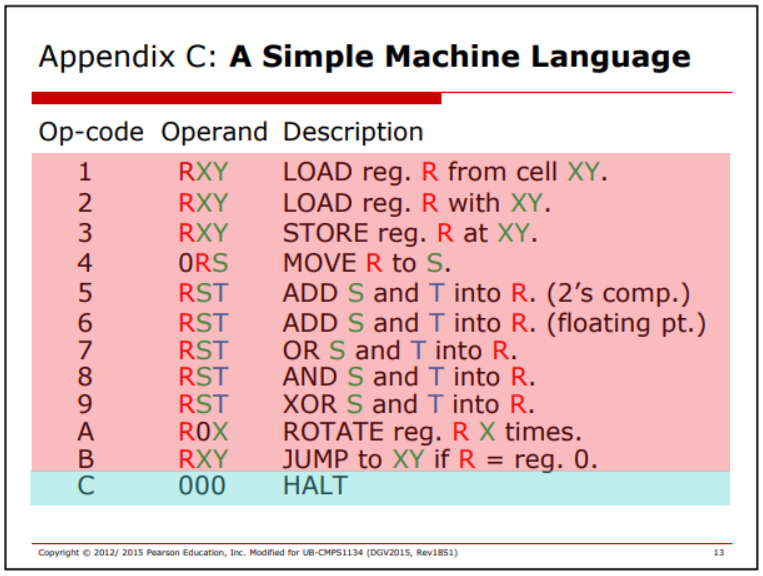 Appendix C: A Simple Machine Language
Op-code Operand Description
1 RXY LOAD reg. R from cell XY.
2 RXY LOAD reg. R with XY.
3 RXY STORE reg. R at XY.
4 0RS MOVE R to S.
5 RST ADD S and T into R. (2's comp.)
6 RST ADD S and T into R. (floating pt.)
7 RST OR S and T into R.
8 RST AND S and T into R.
9 RST XOR S and T into R.
A R0X ROTATE reg. R X times.
B RXY JUMP to XY if R = reg. 0.
C 000 HALT
Copyright © 2012/ 2015 Pearson Education, Inc. Modified for UB-CMPS1134 (DGV2015, Rev18S1) 13